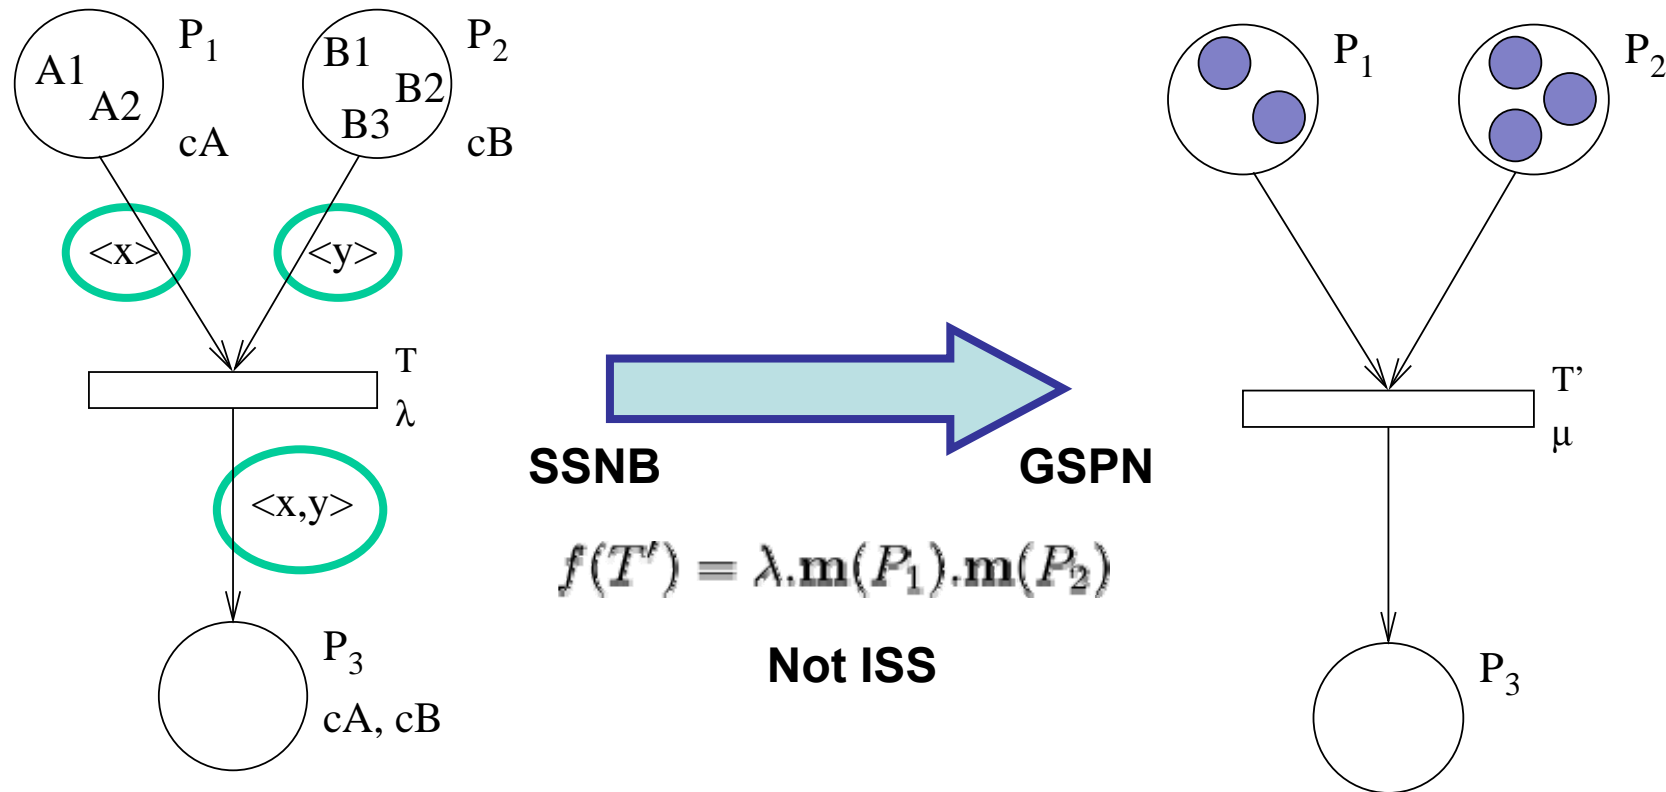 P1
A1
A2
cA
P2
B1
B2
B3
cB
<x>
<y>
T
λ
<x,y>
P3
cA, cB
SSNB
GSPN
f(T′) = λ.m(P1).m(P2)
Not ISS
P1
P2
T’
μ
P3